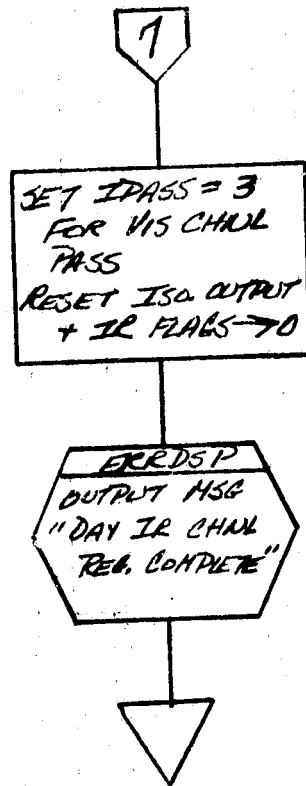 7
SET IPASS = 3
FOR VIS CHNL
PASS
RESET ISO. OUTPUT
+ IR FLAGS→0
ERRDSP
OUTPUT MSG
"DAY IR CHNL
REG. COMPLETE"